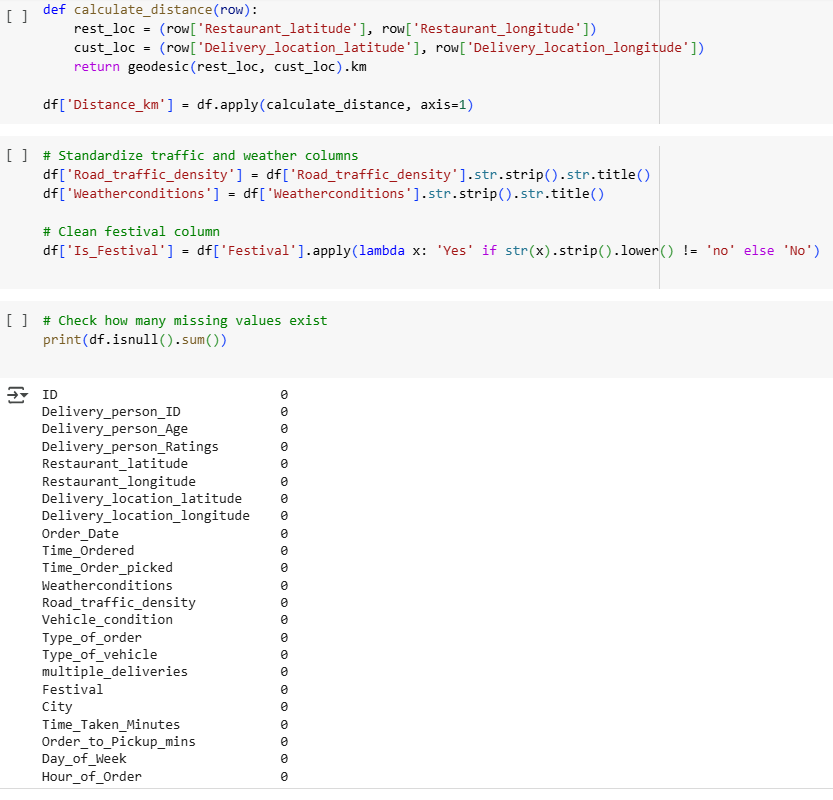 [ ] def calculate_distance(row):
rest_loc = (row['Restaurant_latitude'], row['Restaurant_longitude'])
cust_loc = (row['Delivery_location_latitude'], row['Delivery_location_longitude'])
return geodesic(rest_loc, cust_loc).km
df['Distance_km'] = df.apply(calculate_distance, axis=1)
[ ] # Standardize traffic and weather columns
df['Road_traffic_density'] = df['Road_traffic_density'].str.strip().str.title()
df['Weatherconditions'] = df['Weatherconditions'].str.strip().str.title()
# Clean festival column
df['Is_Festival'] = df['Festival'].apply(lambda x: 'Yes' if str(x).strip().lower() != 'no' else 'No')
[ ] # Check how many missing values exist
print(df.isnull().sum())
ID 0
Delivery_person_ID 0
Delivery_person_Age 0
Delivery_person_Ratings 0
Restaurant_latitude 0
Restaurant_longitude 0
Delivery_location_latitude 0
Delivery_location_longitude 0
Order_Date 0
Time_Ordered 0
Time_Order_picked 0
Weatherconditions 0
Road_traffic_density 0
Vehicle_condition 0
Type_of_order 0
Type_of_vehicle 0
multiple_deliveries 0
Festival 0
City 0
Time_Taken_Minutes 0
Order_to_Pickup_mins 0
Day_of_Week 0
Hour_of_Order 0